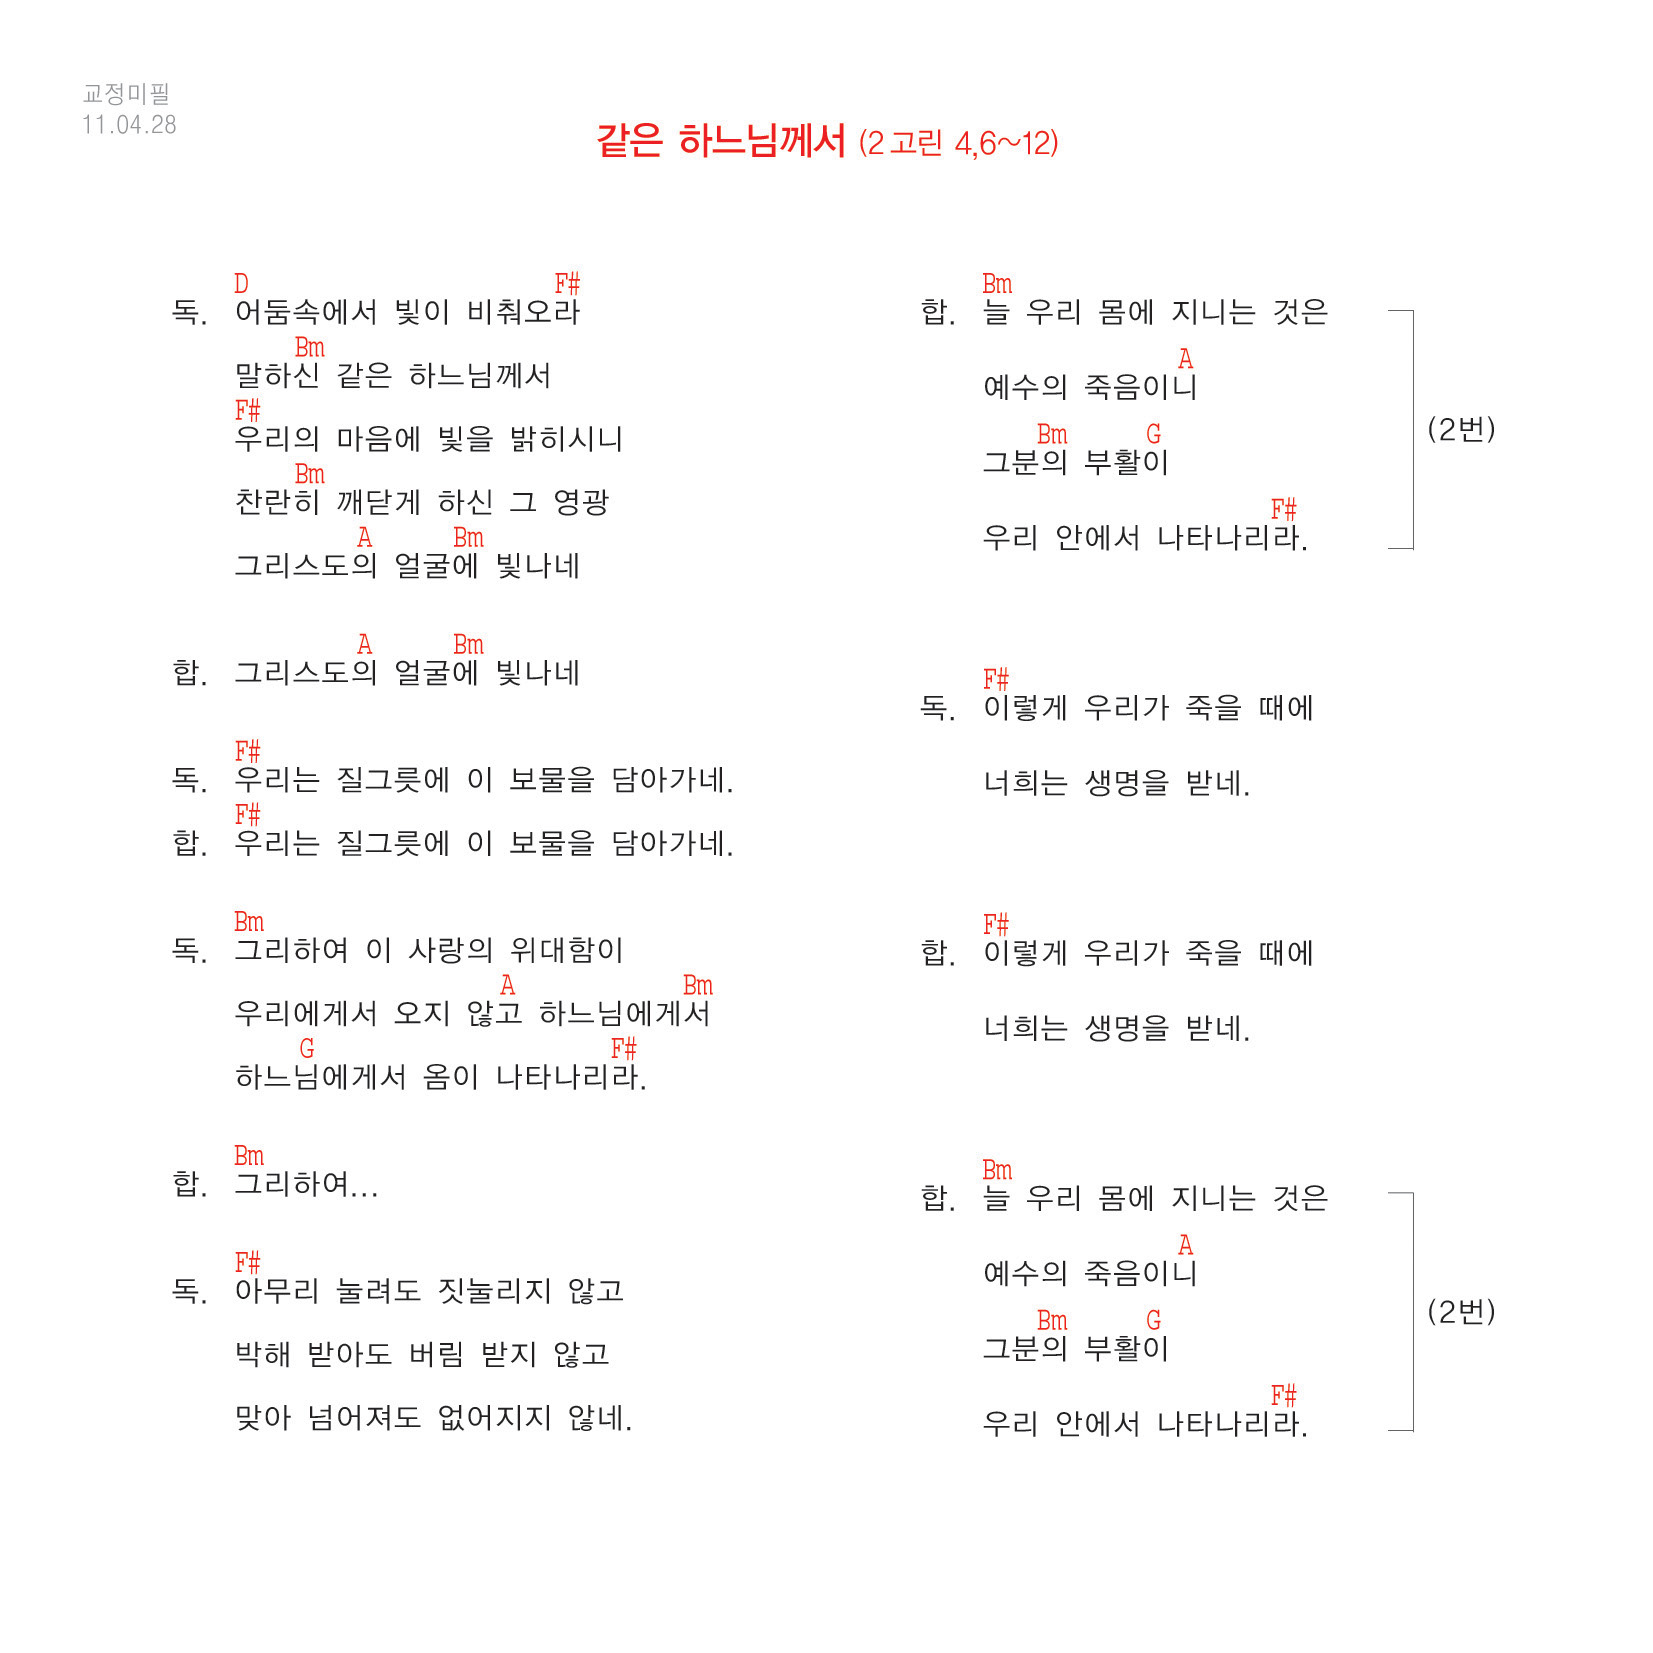 교정미필
11.04.28
같은 하느님께서 (2고린 4,6~12)
D F#
독. 어둠속에서 빛이 비춰오라
Bm
말하신 같은 하느님께서
F#
우리의 마음에 빛을 밝히시니
Bm
찬란히 깨닫게 하신 그 영광
A Bm
그리스도의 얼굴에 빛나네
A Bm
합. 그리스도의 얼굴에 빛나네
F#
독. 우리는 질그릇에 이 보물을 담아가네.
F#
합. 우리는 질그릇에 이 보물을 담아가네.
Bm
독. 그리하여 이 사랑의 위대함이
A Bm
우리에게서 오지 않고 하느님에게서
G F#
하느님에게서 옴이 나타나리라.
Bm
합. 그리하여...
F#
독. 아무리 눌려도 짓눌리지 않고
박해 받아도 버림 받지 않고
맞아 넘어져도 없어지지 않네.
Bm
합. 늘 우리 몸에 지니는 것은
A
예수의 죽음이니
(2번)
Bm G
그분의 부활이
F#
우리 안에서 나타나리라.
F#
독. 이렇게 우리가 죽을 때에
너희는 생명을 받네.
F#
합. 이렇게 우리가 죽을 때에
너희는 생명을 받네.
Bm
합. 늘 우리 몸에 지니는 것은
A
예수의 죽음이니
(2번)
Bm G
그분의 부활이
F#
우리 안에서 나타나리라.